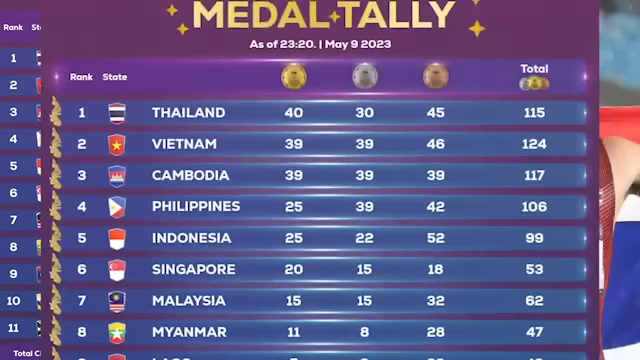 MEDAL TALLY
As of 23:20. | May 9 2023
Rank State Total
1 THAILAND 40 30 45 115
2 VIETNAM 39 39 46 124
3 CAMBODIA 39 39 39 117
4 PHILIPPINES 25 39 42 106
5 INDONESIA 25 22 52 99
6 SINGAPORE 20 15 18 53
7 MALAYSIA 15 15 32 62
8 MYANMAR 11 8 28 47
Rank
1
2
3
4
5
6
7
8
9
10
11
Total